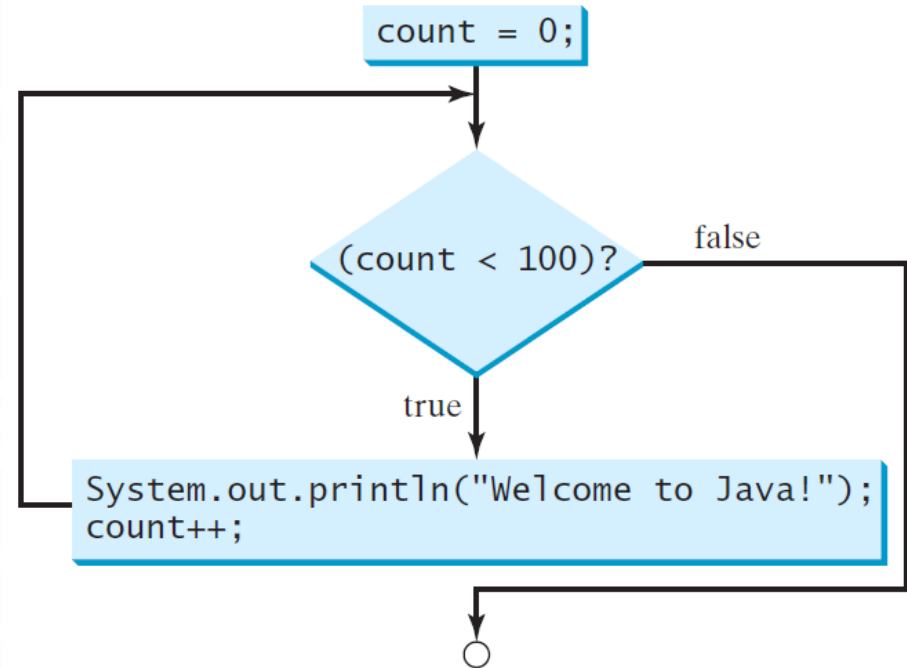 count = 0;
(count < 100)?
false
true
System.out.println("Welcome to Java!");
count++;